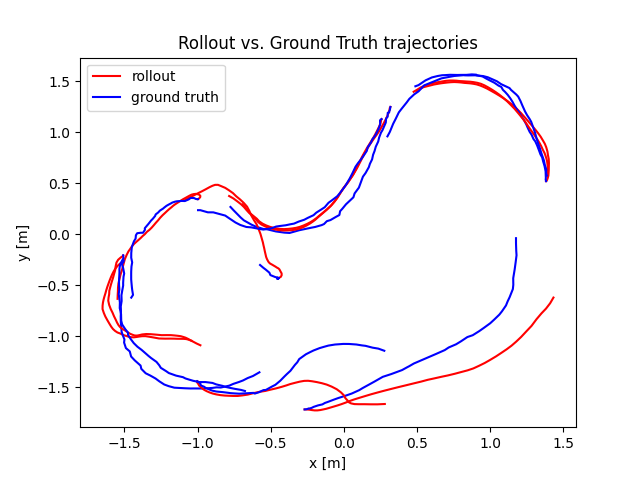 Rollout vs. Ground Truth trajectories
rollout
ground truth
y [m]
1.5
1.0
0.5
0.0
−0.5
−1.0
−1.5
−1.5 −1.0 −0.5 0.0 0.5 1.0 1.5
x [m]